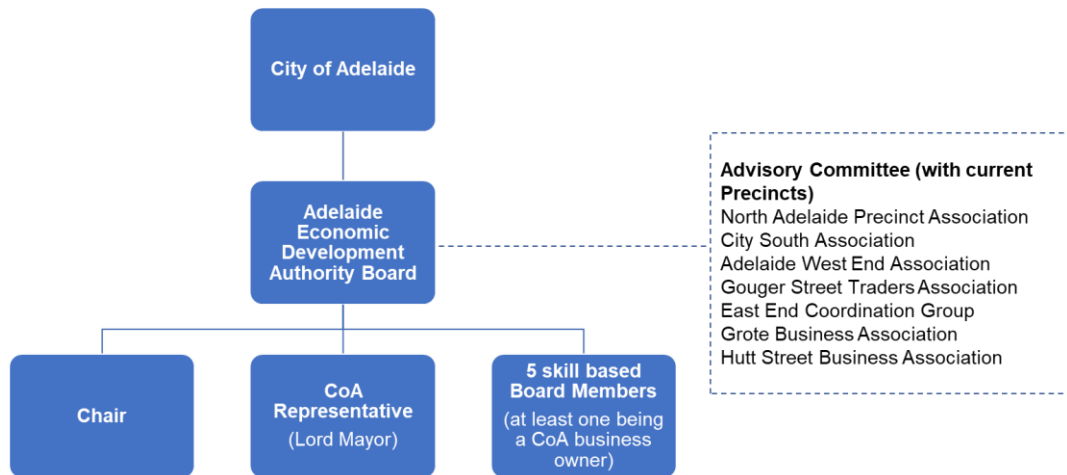 City of Adelaide
Adelaide
Economic
Development
Authority Board
Advisory Committee (with current
Precincts)
North Adelaide Precinct Association
City South Association
Adelaide West End Association
Gouger Street Traders Association
East End Coordination Group
Grote Business Association
Hutt Street Business Association
Chair
CoA
Representative
(Lord Mayor)
5 skill based
Board Members
(at least one being
a CoA business
owner)